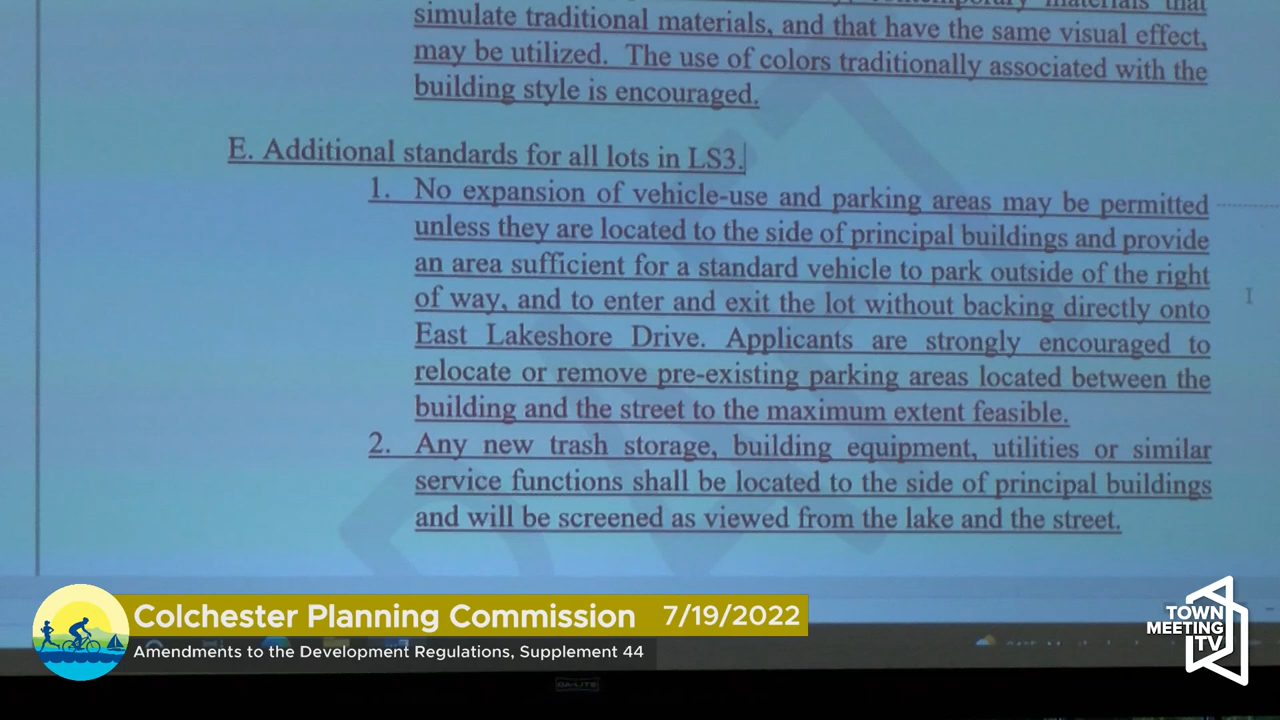 materials that
simulate traditional materials, and that have the same visual effect,
may be utilized. The use of colors traditionally associated with the
building style is encouraged.
E. Additional standards for all lots in LS3.
1. No expansion of vehicle-use and parking areas may be permitted
unless they are located to the side of principal buildings and provide
an area sufficient for a standard vehicle to park outside of the right
of way, and to enter and exit the lot without backing directly onto
East Lakeshore Drive. Applicants are strongly encouraged to
relocate or remove pre-existing parking areas located between the
building and the street to the maximum extent feasible.
2. Any new trash storage, building equipment, utilities or similar
service functions shall be located to the side of principal buildings
and will be screened as viewed from the lake and the street.
DRAFT
Colchester Planning Commission 7/19/2022
Amendments to the Development Regulations, Supplement 44
TOWN
MEETING
TV
DA-LITE